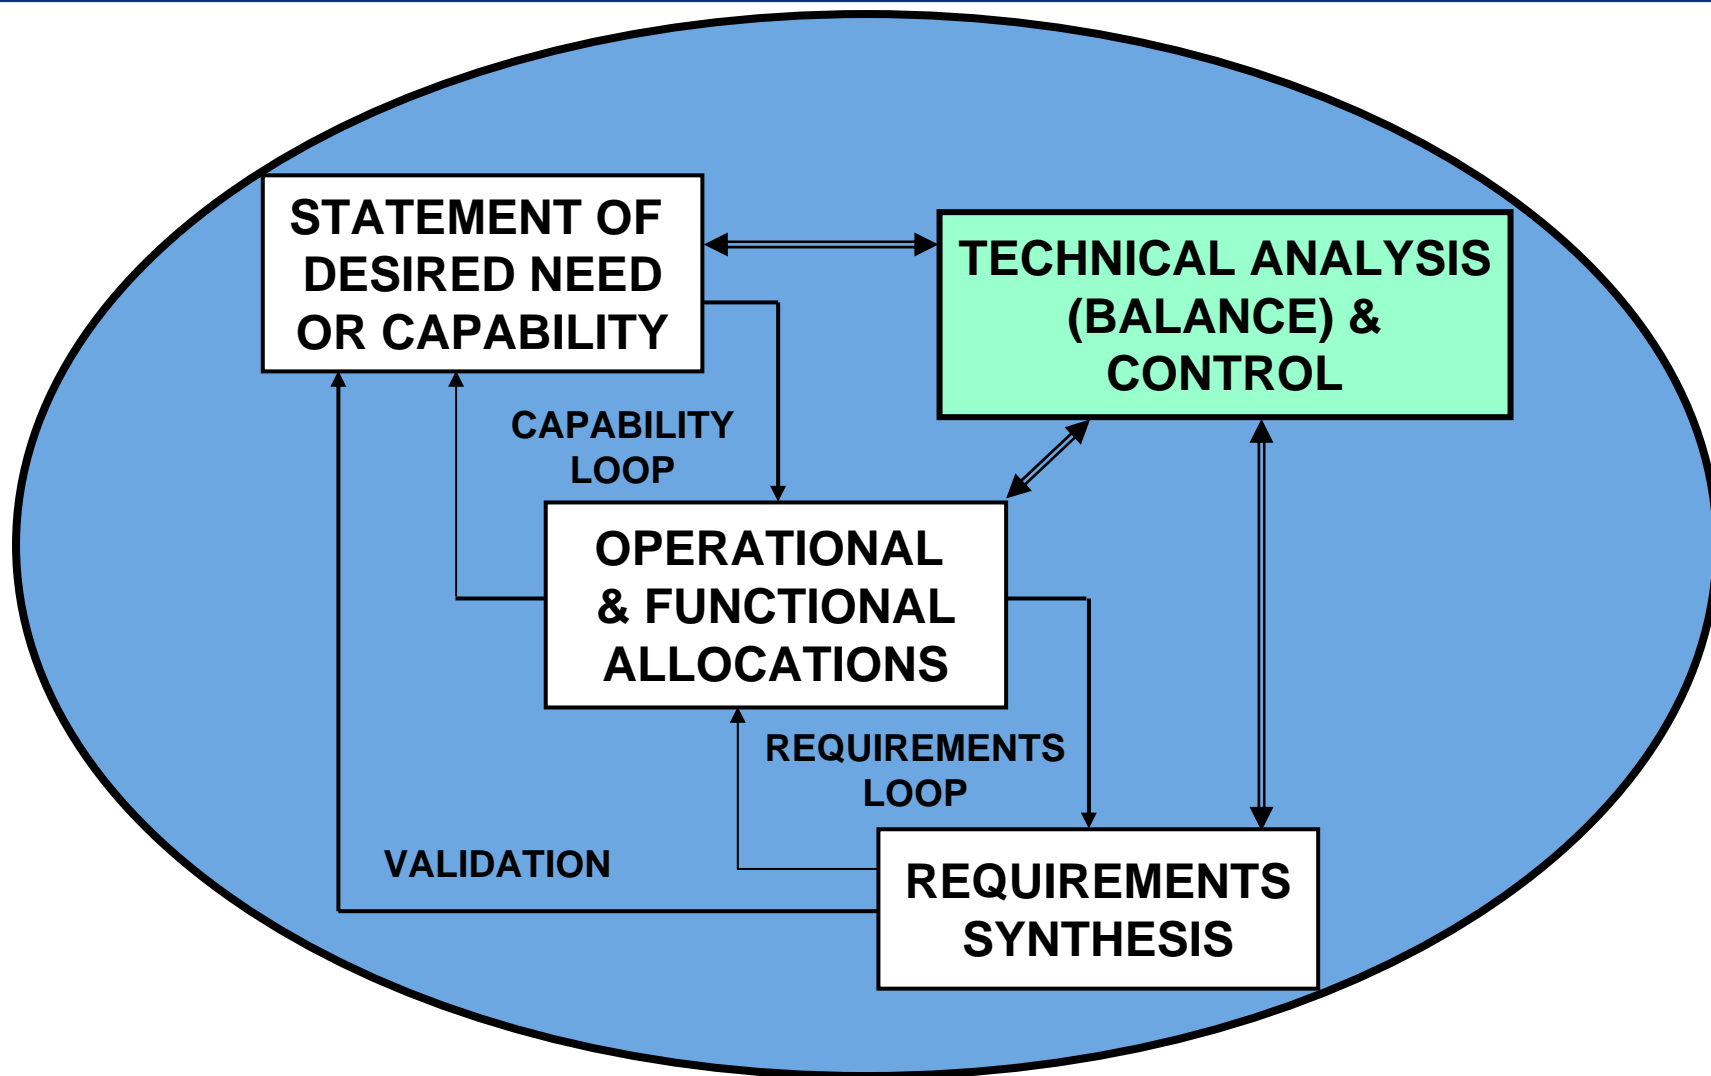 STATEMENT OF
DESIRED NEED
OR CAPABILITY
TECHNICAL ANALYSIS
(BALANCE) &
CONTROL
CAPABILITY
LOOP
OPERATIONAL
& FUNCTIONAL
ALLOCATIONS
REQUIREMENTS
LOOP
VALIDATION
REQUIREMENTS
SYNTHESIS